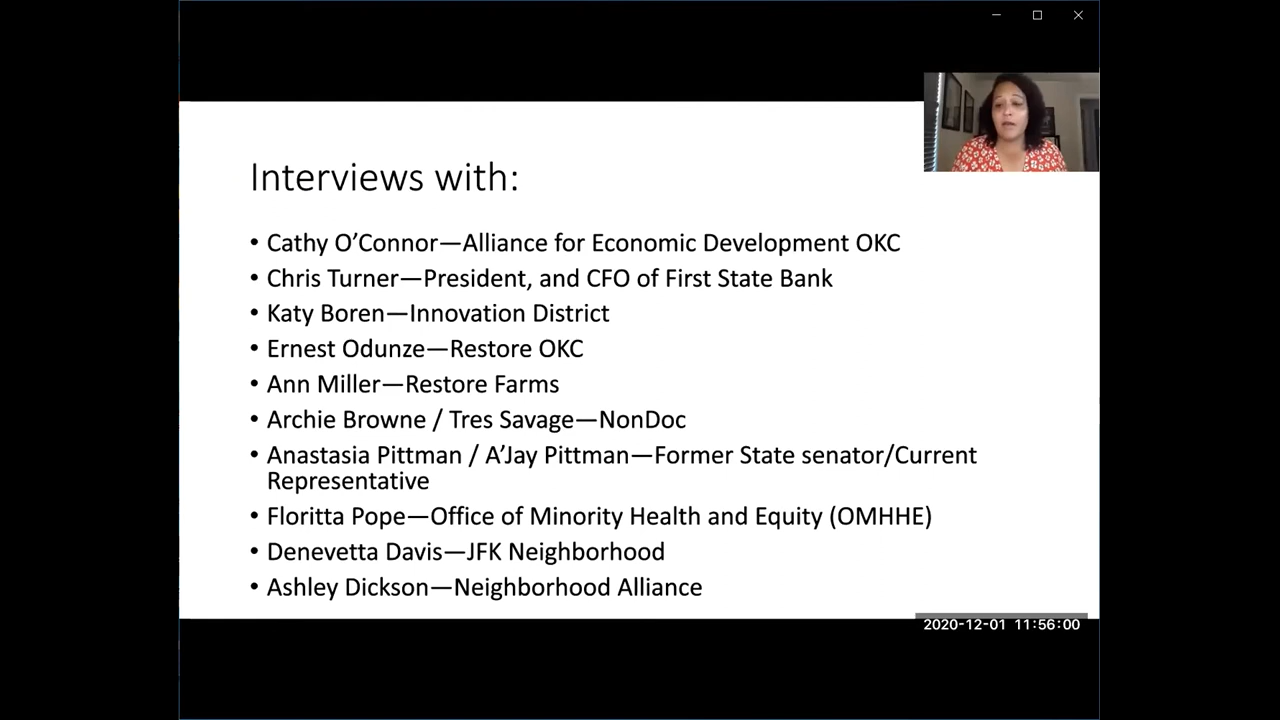 Interviews with:
• Cathy O’Connor—Alliance for Economic Development OKC
• Chris Turner—President, and CFO of First State Bank
• Katy Boren—Innovation District
• Ernest Odunze—Restore OKC
• Ann Miller—Restore Farms
• Archie Browne / Tres Savage—NonDoc
• Anastasia Pittman / A’Jay Pittman—Former State senator/Current
Representative
• Floritta Pope—Office of Minority Health and Equity (OMHHE)
• Denevetta Davis—JFK Neighborhood
• Ashley Dickson—Neighborhood Alliance
2020-12-01 11:56:00